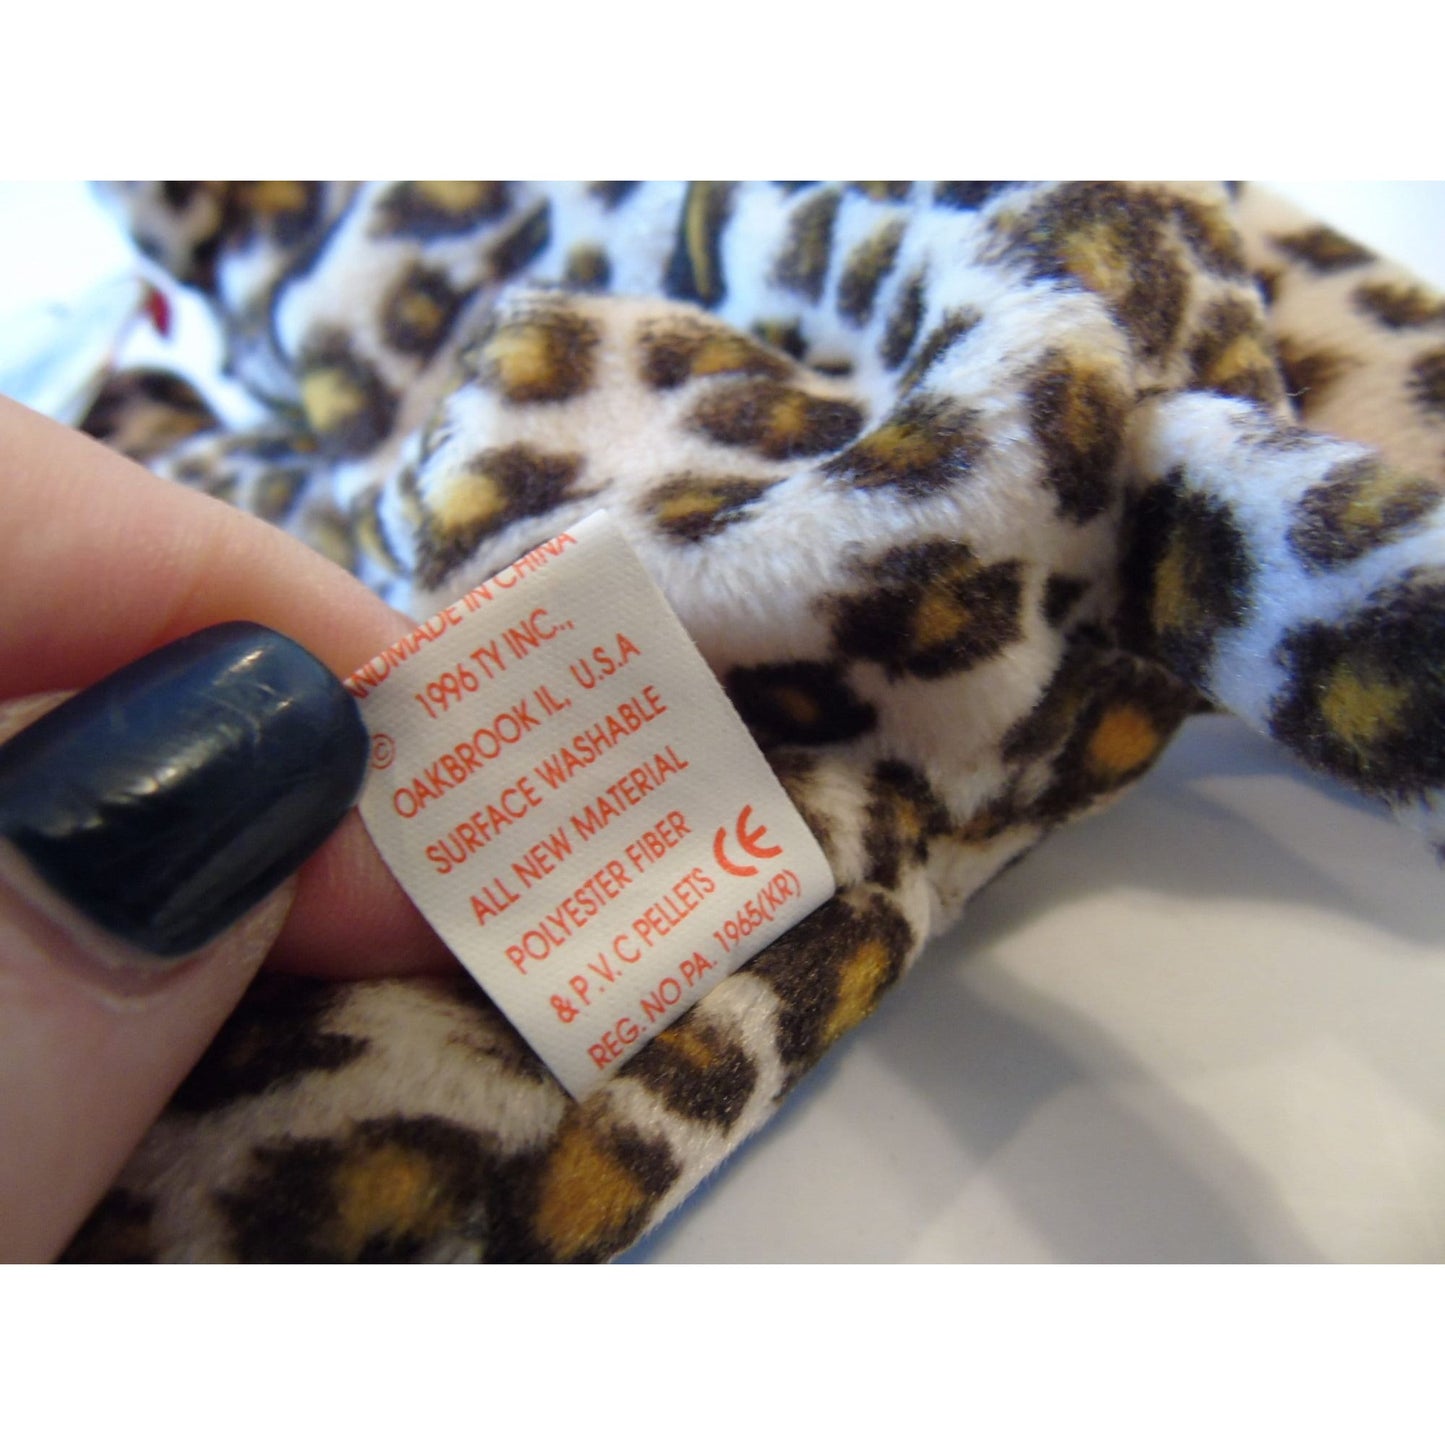 HANDMADE IN CHINA
© 1996 TY INC.,
OAKBROOK IL, U.S.A
SURFACE WASHABLE
ALL NEW MATERIAL
POLYESTER FIBER
& P.V.C PELLETS CE
REG. NO PA. 1965(KR)